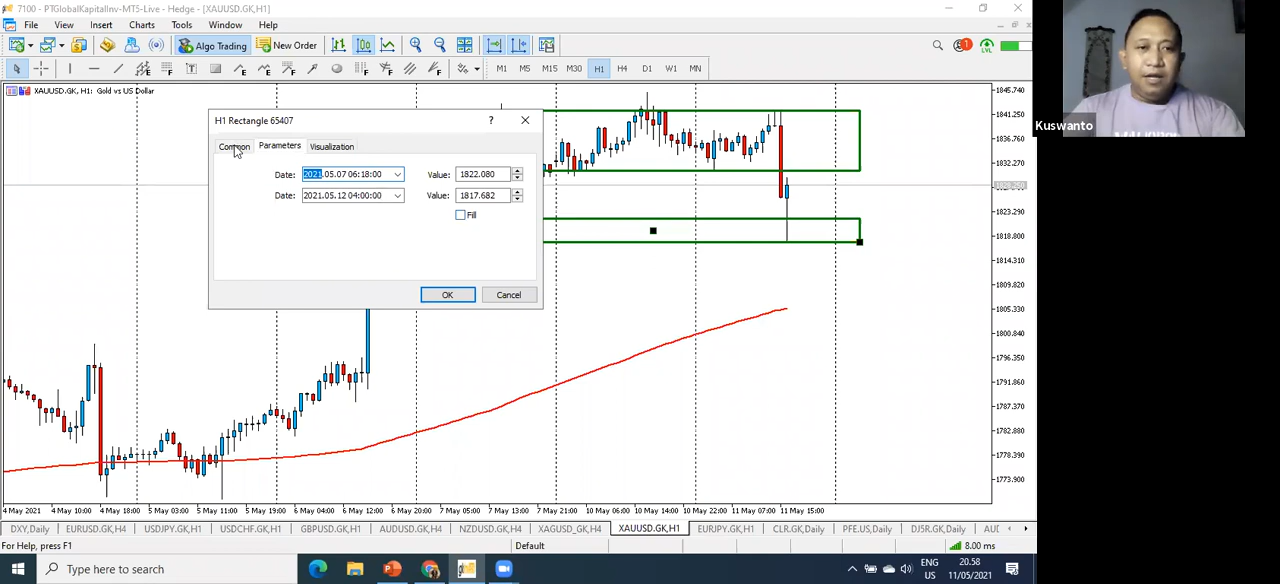 7100 - PTGlobalKapitalInv-MT5-Live - Hedge - [XAUUSD.GK,H1]
File View Insert Charts Tools Window Help
Algo Trading New Order
M1 M5 M15 M30 H1 H4 D1 W1 MN
XAUUSD.GK, H1: Gold vs US Dollar
H1 Rectangle 65407
Common Parameters Visualization
Date: 2021.05.07 06:18:00 Value: 1822.080
Date: 2021.05.12 04:00:00 Value: 1817.682
Fill
OK Cancel
1845.740
1841.250
1836.760
1832.270
1823.290
1818.800
1814.310
1809.820
1805.330
1800.840
1796.350
1791.860
1787.370
1782.880
1778.390
1773.900
4 May 2021 4 May 10:00 4 May 18:00 5 May 03:00 5 May 11:00 5 May 19:00 6 May 04:00 6 May 12:00 6 May 20:00 7 May 05:00 7 May 13:00 7 May 21:00 10 May 06:00 10 May 14:00 10 May 22:00 11 May 07:00 11 May 15:00
DXY,Daily EURUSD.GK,H4 USDJPY.GK,H1 USDCHF.GK,H1 GBPUSD.GK,H1 AUDUSD.GK,H4 NZDUSD.GK,H4 XAGUSD.GK,H4 XAUUSD.GK,H1 EURJPY.GK,H1 CLR.GK,Daily PFE.US,Daily DJ5R.GK,Daily AUD
For Help, press F1 Default 8.00 ms
Type here to search
ENG
US
20.58
11/05/2021
Kuswanto